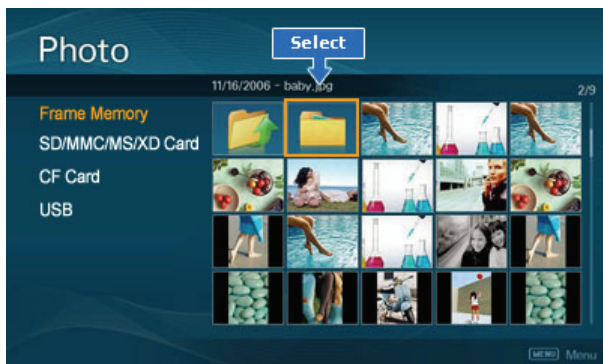 Photo
Select
11/16/2006 - baby.jpg
2/9
Frame Memory
SD/MMC/MS/XD Card
CF Card
USB
MENU Menu